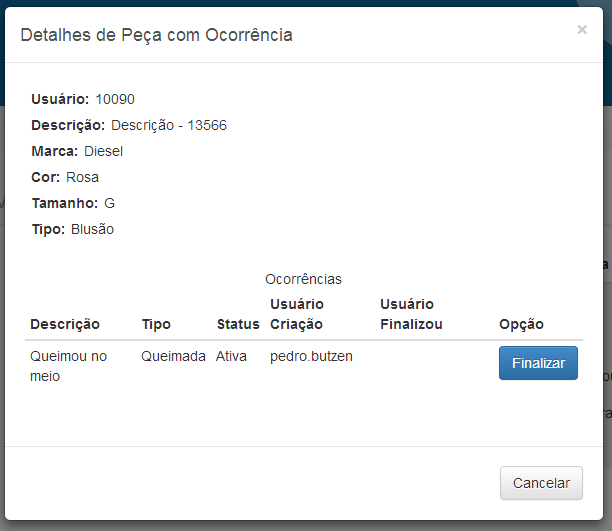 Detalhes de Peça com Ocorrência
×
Usuário: 10090
Descrição: Descrição - 13566
Marca: Diesel
Cor: Rosa
Tamanho: G
Tipo: Blusão
Ocorrências
Descrição Tipo Status Usuário Criação Usuário Finalizou Opção
Queimou no meio Queimada Ativa pedro.butzen Finalizar
Cancelar